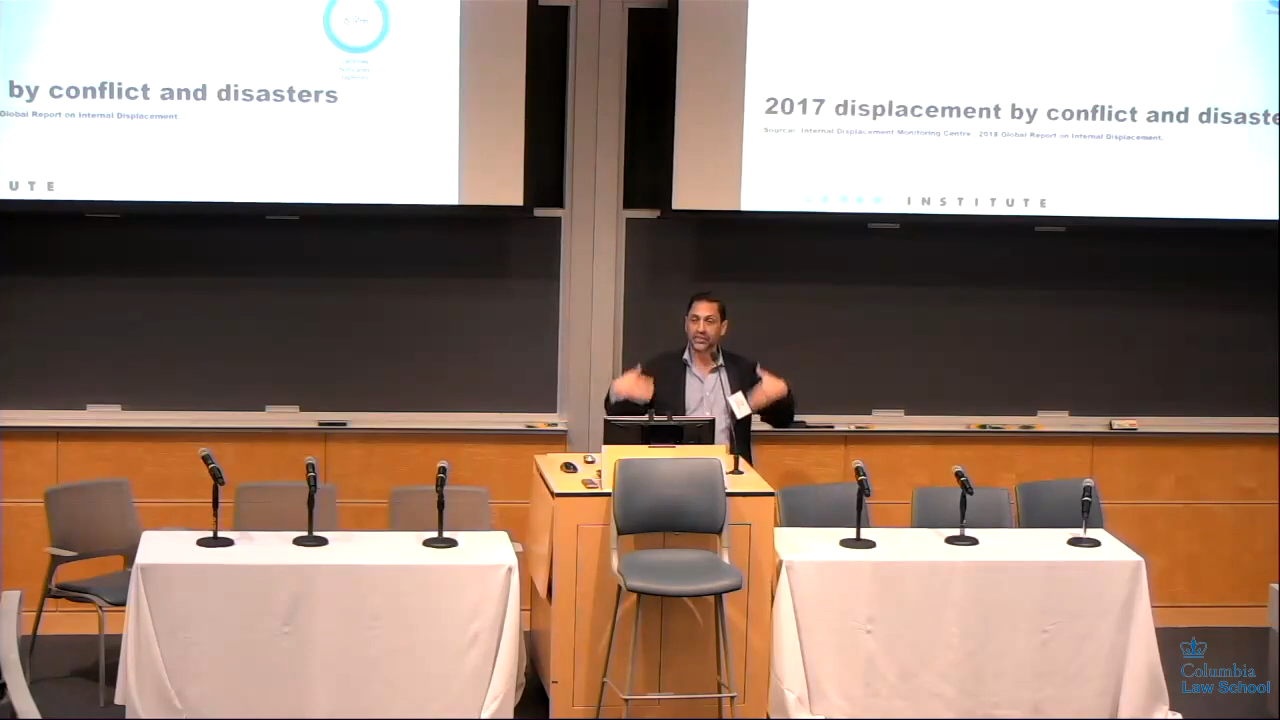 by conflict and disasters
Global Report on Internal Displacement
UTE
2017 displacement by conflict and disaste
Source: Internal Displacement Monitoring Centre 2018 Global Report on Internal Displacement.
INSTITUTE
Columbia
Law School